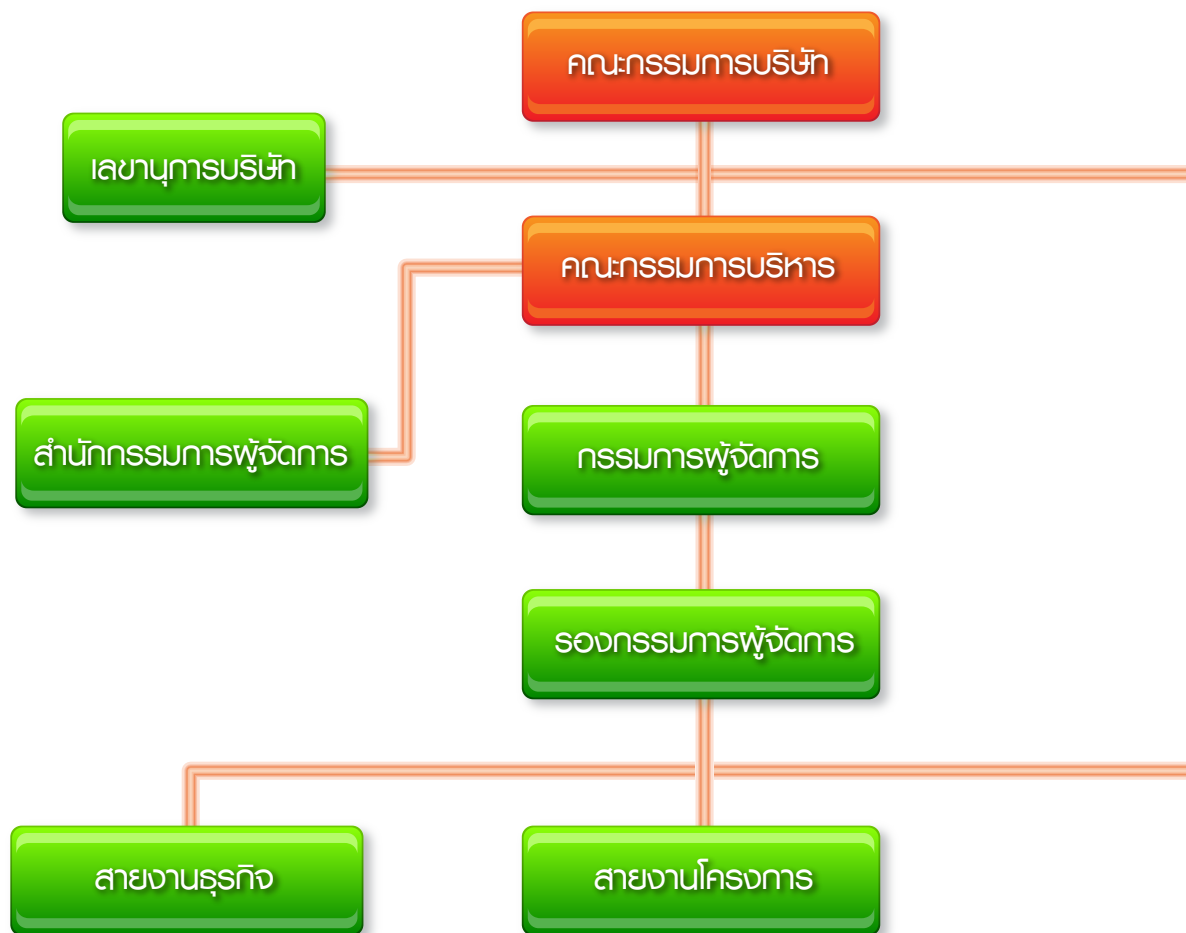 คณะกรรมการบริษัท
เลขานุการบริษัท
คณะกรรมการบริหาร
สำนักกรรมการผู้จัดการ
กรรมการผู้จัดการ
รองกรรมการผู้จัดการ
สายงานธุรกิจ
สายงานโครงการ